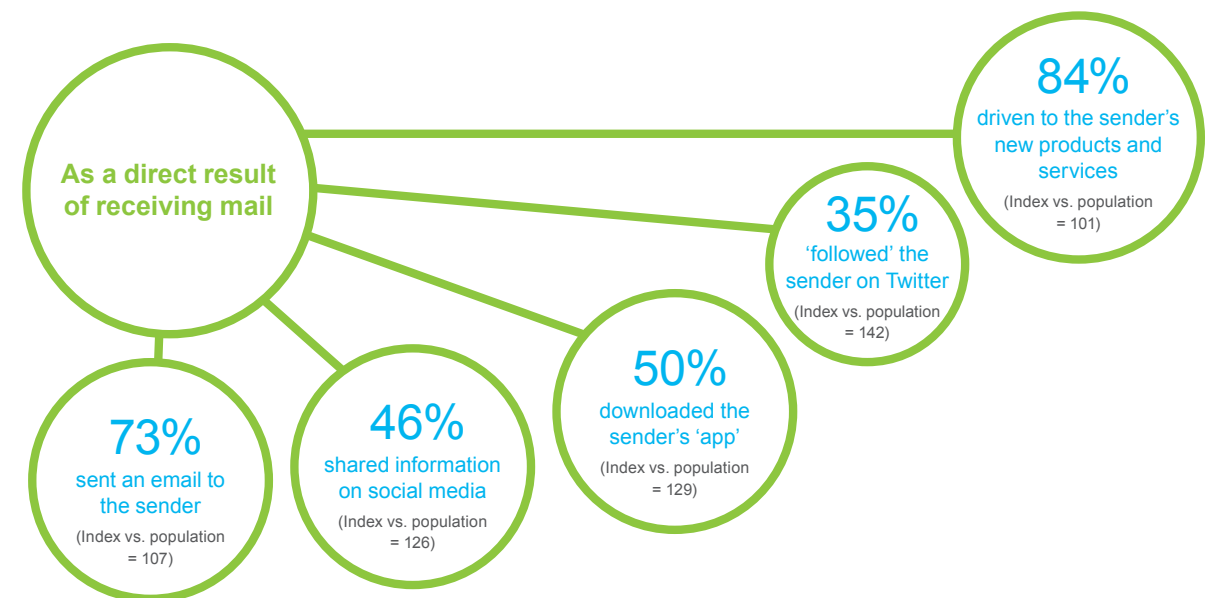 As a direct result
of receiving mail
84%
driven to the sender’s
new products and
services
(Index vs. population
= 101)
35%
‘followed’ the
sender on Twitter
(Index vs. population
= 142)
50%
downloaded the
sender’s ‘app’
(Index vs. population
= 129)
46%
shared information
on social media
(Index vs. population
= 126)
73%
sent an email to
the sender
(Index vs. population
= 107)